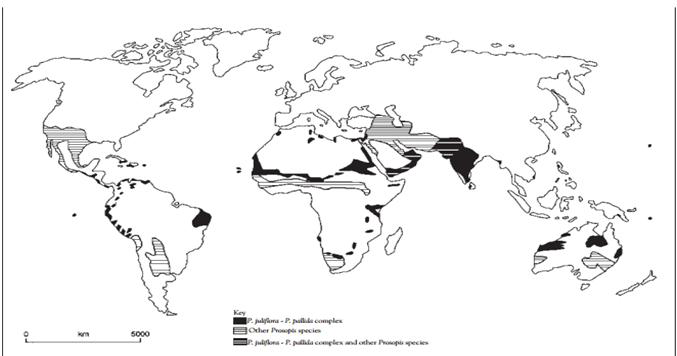 Key
P. juliflora - P. pallida complex
Other Prosopis species
P. juliflora - P. pallida complex and other Prosopis species
0 km 5000